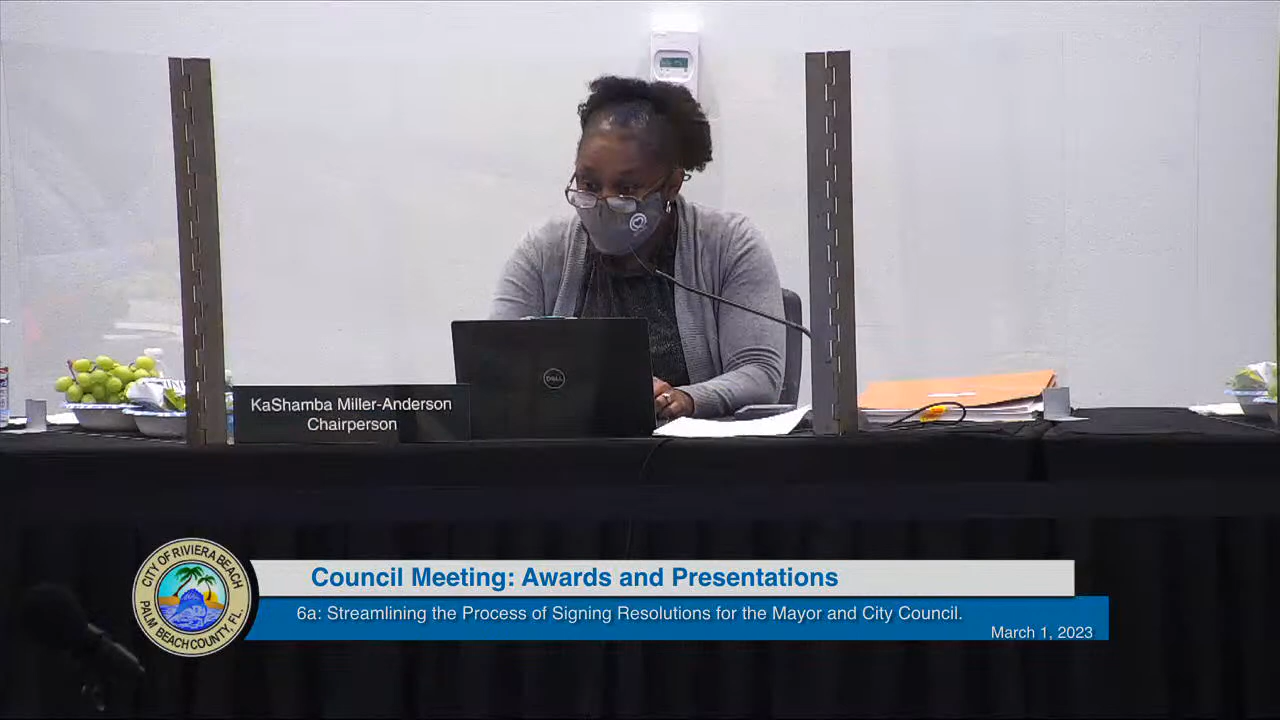 KaShamba Miller-Anderson
Chairperson
DELL
CITY OF RIVIERA BEACH
PALM BEACH COUNTY, FL.
Council Meeting: Awards and Presentations
6a: Streamlining the Process of Signing Resolutions for the Mayor and City Council.
March 1, 2023